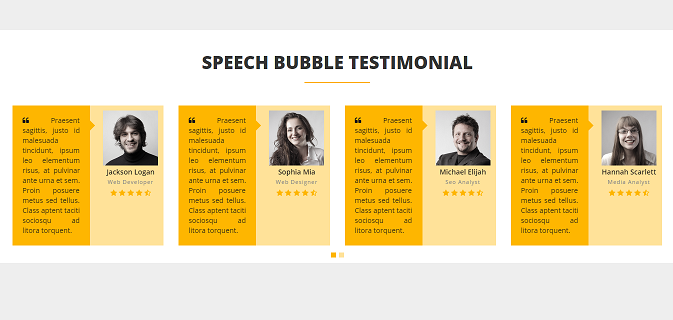 SPEECH BUBBLE TESTIMONIAL
❝ Praesent
sagittis, justo id
malesuada
tincidunt, ipsum
leo elementum
risus, at pulvinar
ante urna et sem.
Proin posuere
metus sed tellus.
Class aptent taciti
sociosqu ad
litora torquent.
Jackson Logan
Web Developer
❝ Praesent
sagittis, justo id
malesuada
tincidunt, ipsum
leo elementum
risus, at pulvinar
ante urna et sem.
Proin posuere
metus sed tellus.
Class aptent taciti
sociosqu ad
litora torquent.
Sophia Mia
Web Designer
❝ Praesent
sagittis, justo id
malesuada
tincidunt, ipsum
leo elementum
risus, at pulvinar
ante urna et sem.
Proin posuere
metus sed tellus.
Class aptent taciti
sociosqu ad
litora torquent.
Michael Elijah
Seo Analyst
❝ Praesent
sagittis, justo id
malesuada
tincidunt, ipsum
leo elementum
risus, at pulvinar
ante urna et sem.
Proin posuere
metus sed tellus.
Class aptent taciti
sociosqu ad
litora torquent.
Hannah Scarlett
Media Analyst